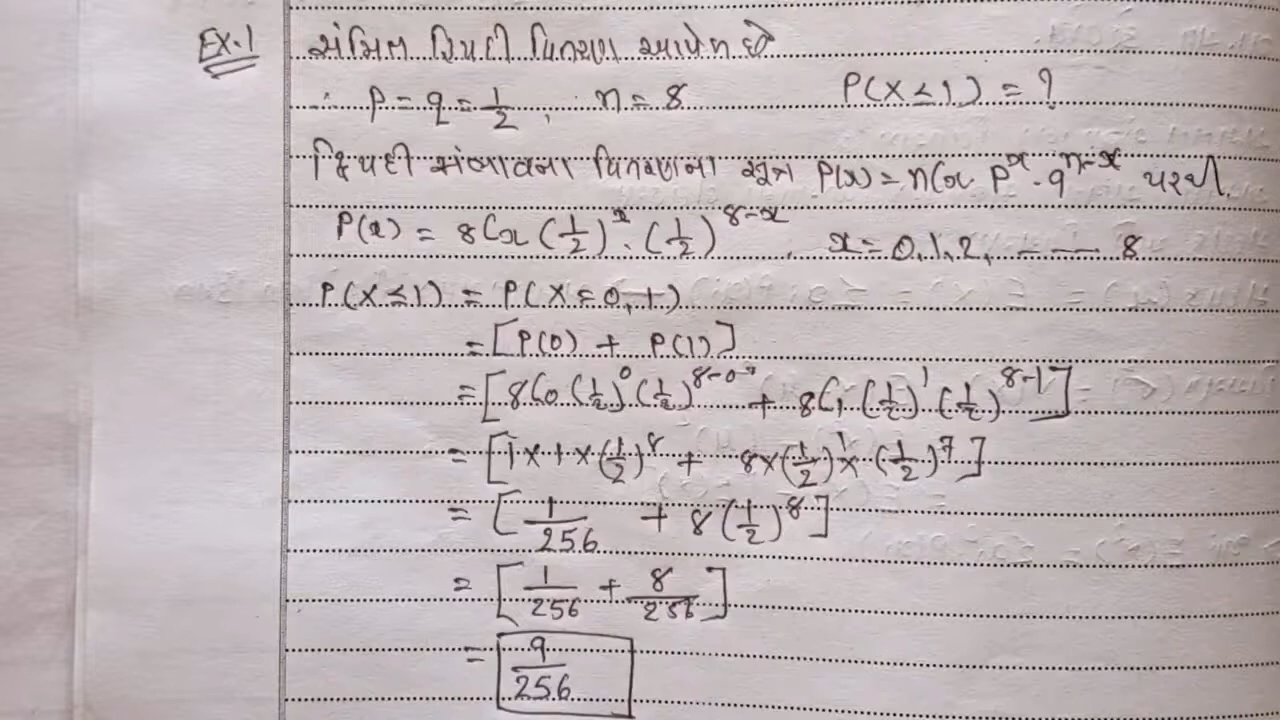 Ex.1 સંમિત દ્વિપદી વિતરણ આપેલ છે
∴ p = q = 1/2, n = 8 P(X ≤ 1) = ?
દ્વિપદી સંભાવના વિતરણના સૂત્ર P(x) = nCx p^x · q^n-x પરથી,
P(x) = 8Cx (1/2)^x · (1/2)^8-x, x = 0, 1, 2, - - — 8
P(X ≤ 1) = P(X = 0, 1)
= [P(0) + P(1)]
= [8C0 (1/2)^0 (1/2)^8-0 + 8C1 (1/2)^1 (1/2)^8-1]
= [1 × 1 × (1/2)^8 + 8 × (1/2)^1 × (1/2)^7]
= [1/256 + 8 (1/2)^8]
= [1/256 + 8/256]
= 9/256